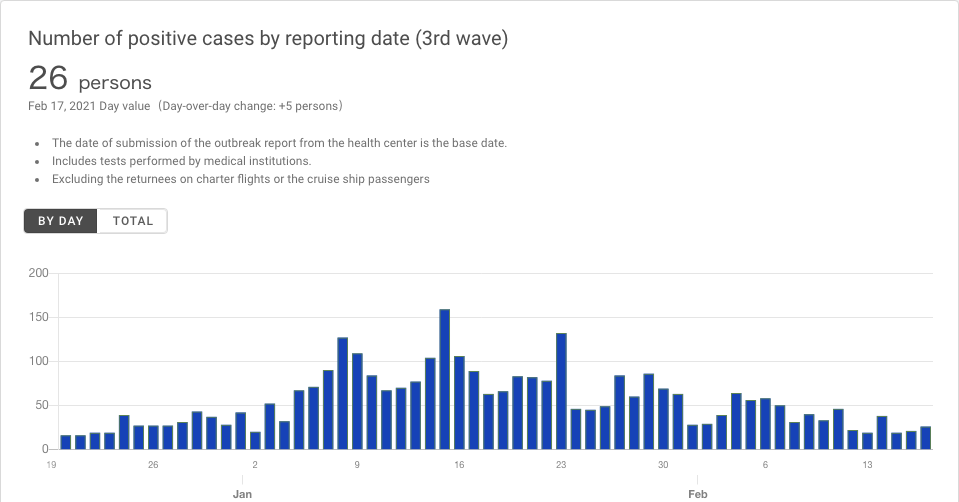 Number of positive cases by reporting date (3rd wave)
26 persons
Feb 17, 2021 Day value（Day-over-day change: +5 persons）
• The date of submission of the outbreak report from the health center is the base date.
• Includes tests performed by medical institutions.
• Excluding the returnees on charter flights or the cruise ship passengers
BY DAY TOTAL
200
150
100
50
0
19 26 2 9 16 23 30 6 13
Jan Feb